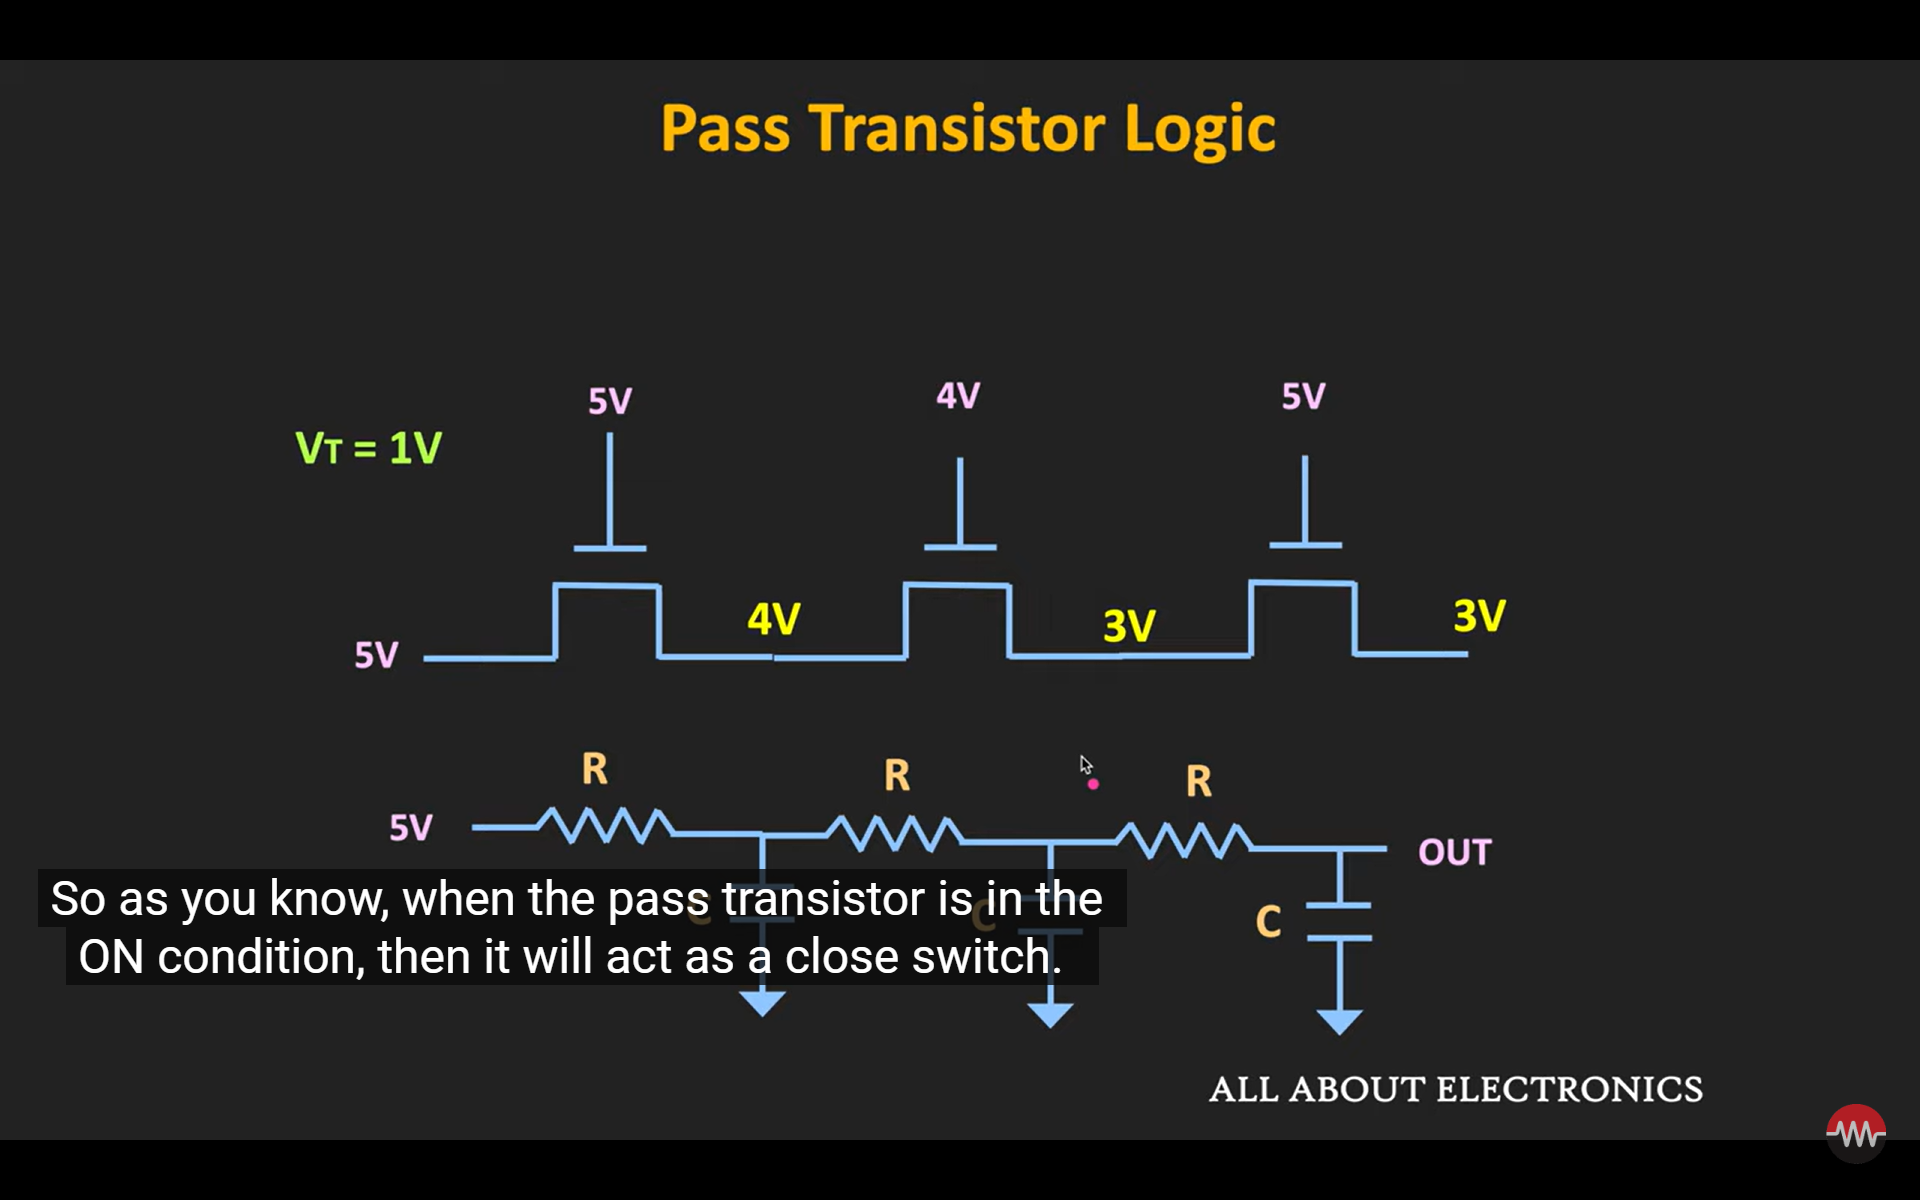 Pass Transistor Logic
5V 4V 5V
VT = 1V
5V 4V 3V 3V
R R R
5V OUT
C C C
So as you know, when the pass transistor is in the
ON condition, then it will act as a close switch.
ALL ABOUT ELECTRONICS